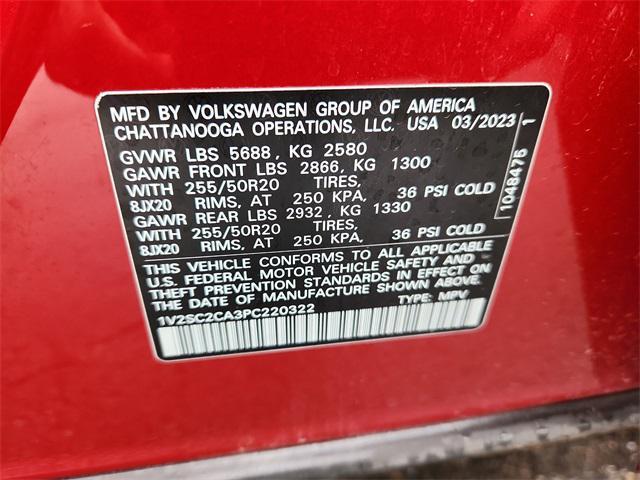 MFD BY VOLKSWAGEN GROUP OF AMERICA
CHATTANOOGA OPERATIONS, LLC. USA 03/2023
GVWR LBS 5688, KG 2580
GAWR FRONT LBS 2866, KG 1300
WITH 255/50R20 TIRES,
8JX20 RIMS, AT 250 KPA, 36 PSI COLD
GAWR REAR LBS 2932, KG 1330
WITH 255/50R20 TIRES,
8JX20 RIMS, AT 250 KPA, 36 PSI COLD
THIS VEHICLE CONFORMS TO ALL APPLICABLE
U.S. FEDERAL MOTOR VEHICLE SAFETY AND
THEFT PREVENTION STANDARDS IN EFFECT ON
THE DATE OF MANUFACTURE SHOWN ABOVE.
1V2SC2CA3PC220322 TYPE: MPV
1048476 1